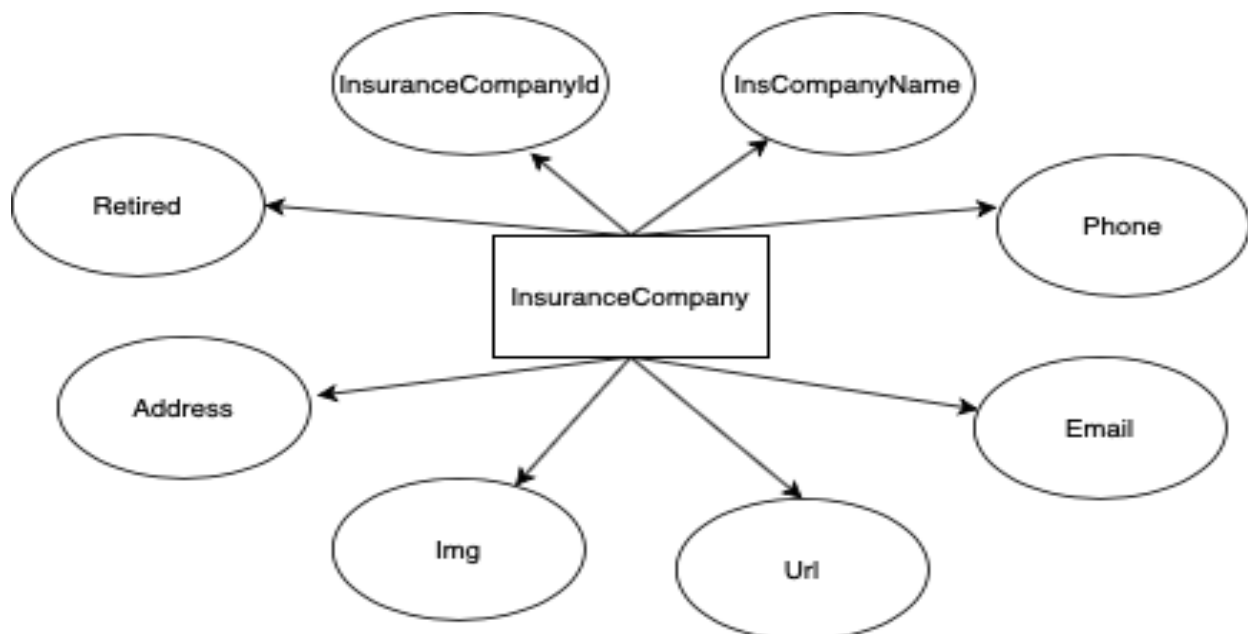 InsuranceCompanyId
InsCompanyName
Retired
Phone
InsuranceCompany
Address
Email
Img
Url